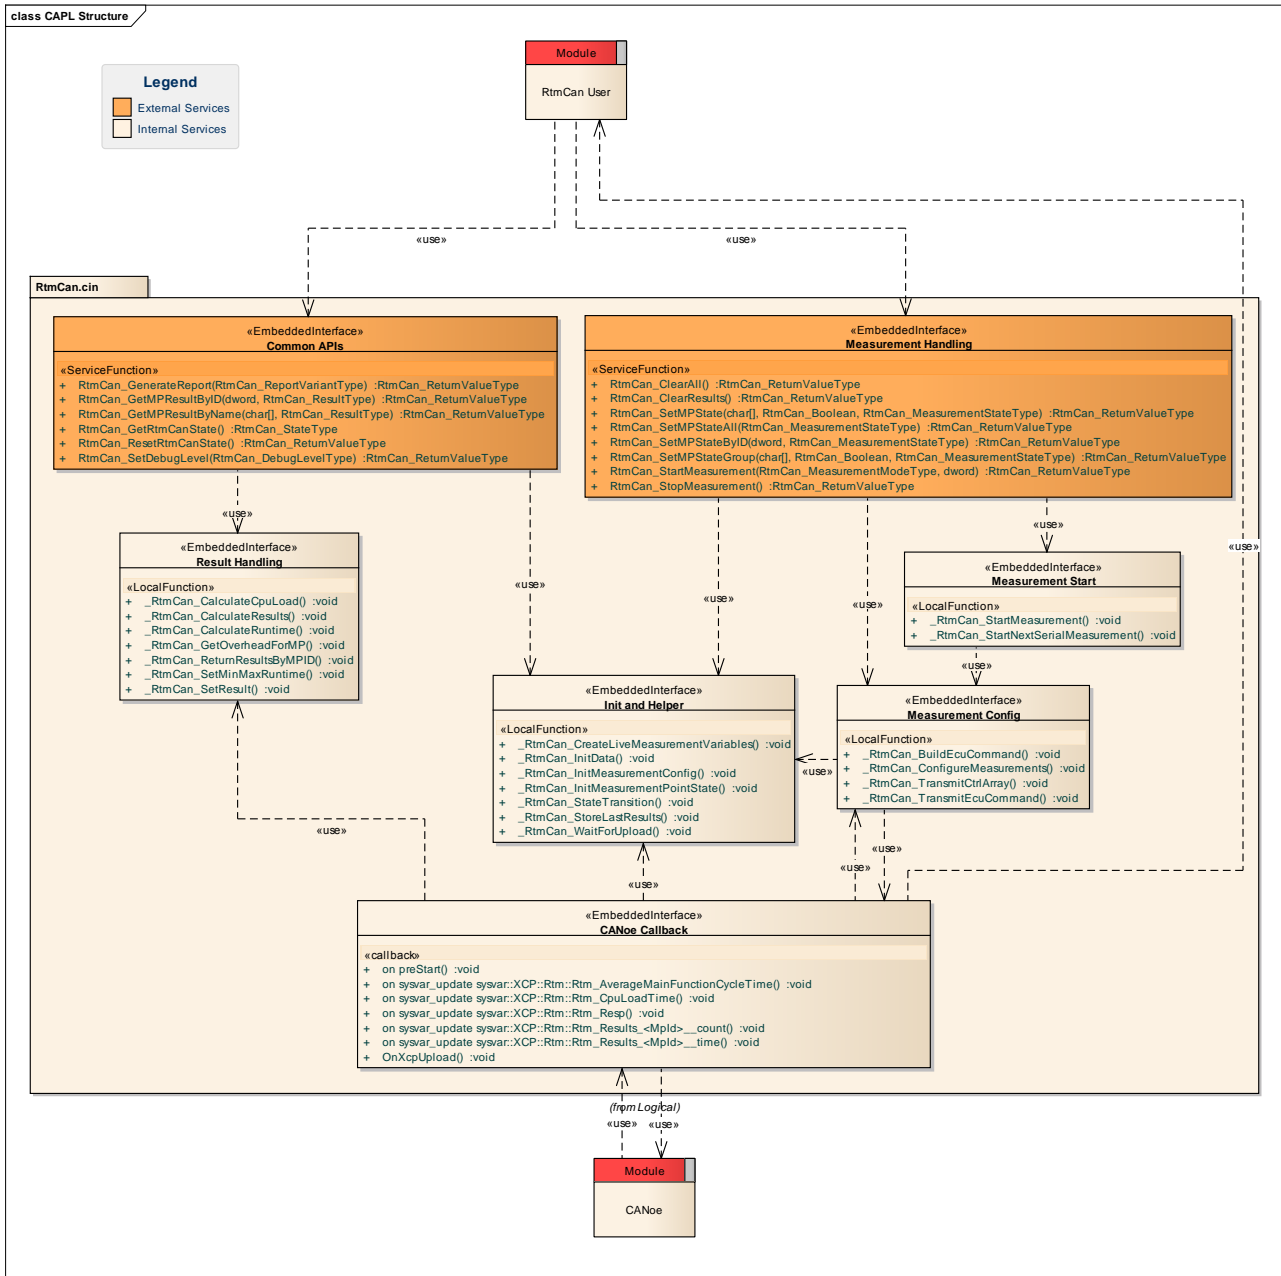 class CAPL Structure
Module
RtmCan User
Legend
External Services
Internal Services
«use»
«use»
RtmCan.cin
«EmbeddedInterface»
Common APIs
«ServiceFunction»
+ RtmCan_GenerateReport(RtmCan_ReportVariantType) :RtmCan_ReturnValueType
+ RtmCan_GetMPResultByID(dword, RtmCan_ResultType) :RtmCan_ReturnValueType
+ RtmCan_GetMPResultByName(char[], RtmCan_ResultType) :RtmCan_ReturnValueType
+ RtmCan_GetRtmCanState() :RtmCan_StateType
+ RtmCan_ResetRtmCanState() :RtmCan_ReturnValueType
+ RtmCan_SetDebugLevel(RtmCan_DebugLevelType) :RtmCan_ReturnValueType
«EmbeddedInterface»
Measurement Handling
«ServiceFunction»
+ RtmCan_ClearAll() :RtmCan_ReturnValueType
+ RtmCan_ClearResults() :RtmCan_ReturnValueType
+ RtmCan_SetMPState(char[], RtmCan_Boolean, RtmCan_MeasurementStateType) :RtmCan_ReturnValueType
+ RtmCan_SetMPStateAll(RtmCan_MeasurementStateType) :RtmCan_ReturnValueType
+ RtmCan_SetMPStateByID(dword, RtmCan_MeasurementStateType) :RtmCan_ReturnValueType
+ RtmCan_SetMPStateGroup(char[], RtmCan_Boolean, RtmCan_MeasurementStateType) :RtmCan_ReturnValueType
+ RtmCan_StartMeasurement(RtmCan_MeasurementModeType, dword) :RtmCan_ReturnValueType
+ RtmCan_StopMeasurement() :RtmCan_ReturnValueType
«use»
«use»
«use»
«EmbeddedInterface»
Result Handling
«LocalFunction»
+ _RtmCan_CalculateCpuLoad() :void
+ _RtmCan_CalculateResults() :void
+ _RtmCan_CalculateRuntime() :void
+ _RtmCan_GetOverheadForMP() :void
+ _RtmCan_ReturnResultsByMPID() :void
+ _RtmCan_SetMinMaxRuntime() :void
+ _RtmCan_SetResult() :void
«EmbeddedInterface»
Measurement Start
«LocalFunction»
+ _RtmCan_StartMeasurement() :void
+ _RtmCan_StartNextSerialMeasurement() :void
«use»
«use»
«use»
«use»
«EmbeddedInterface»
Init and Helper
«LocalFunction»
+ _RtmCan_CreateLiveMeasurementVariables() :void
+ _RtmCan_InitData() :void
+ _RtmCan_InitMeasurementConfig() :void
+ _RtmCan_InitMeasurementPointState() :void
+ _RtmCan_StateTransition() :void
+ _RtmCan_StoreLastResults() :void
+ _RtmCan_WaitForUpload() :void
«EmbeddedInterface»
Measurement Config
«LocalFunction»
+ _RtmCan_BuildEcuCommand() :void
+ _RtmCan_ConfigureMeasurements() :void
+ _RtmCan_TransmitCtrlArray() :void
+ _RtmCan_TransmitEcuCommand() :void
«use»
«use»
«use»
«use»
«use»
«EmbeddedInterface»
CANoe Callback
«callback»
+ on preStart() :void
+ on sysvar_update sysvar::XCP::Rtm::Rtm_AverageMainFunctionCycleTime() :void
+ on sysvar_update sysvar::XCP::Rtm::Rtm_CpuLoadTime() :void
+ on sysvar_update sysvar::XCP::Rtm::Rtm_Resp() :void
+ on sysvar_update sysvar::XCP::Rtm::Rtm_Results_<MpId>__count() :void
+ on sysvar_update sysvar::XCP::Rtm::Rtm_Results_<MpId>__time() :void
+ OnXcpUpload() :void
(from Logical)
«use»
«use»
Module
CANoe